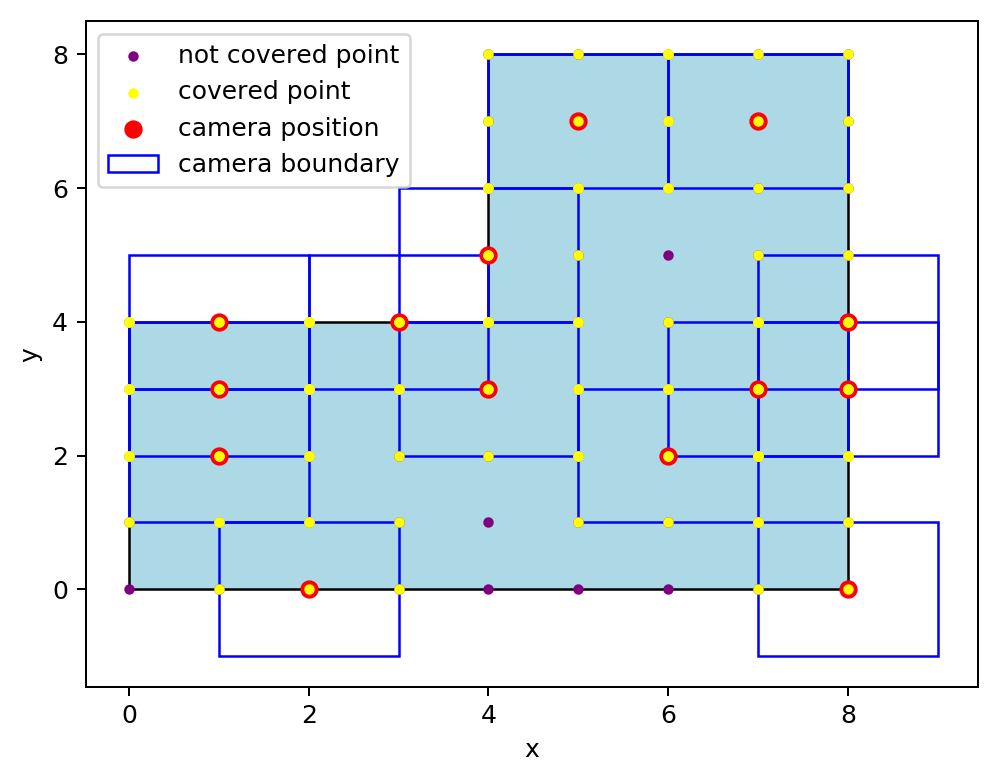 not covered point
covered point
camera position
camera boundary
8
6
4
2
0
y
0 2 4 6 8
x